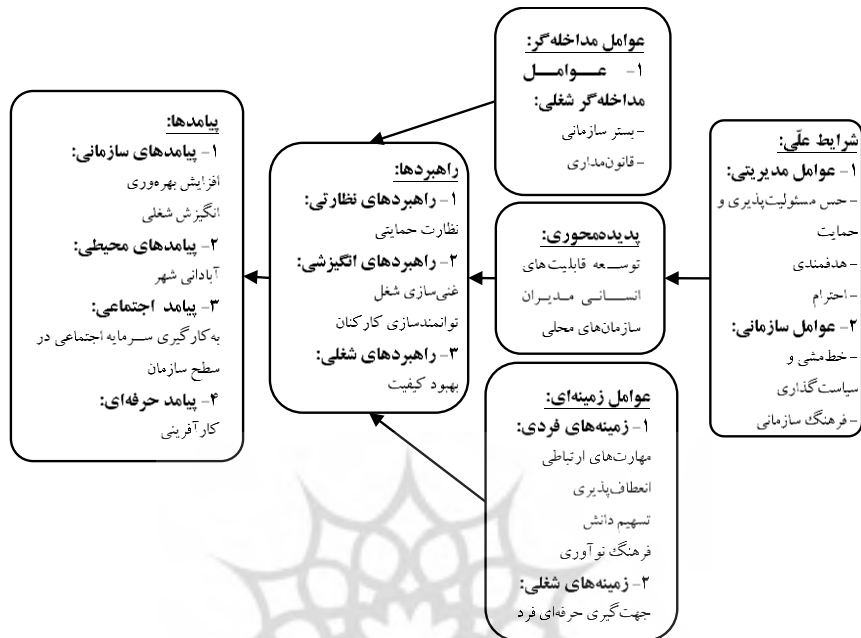 شرایط علّی:
۱- عوامل مدیریتی:
- حس مسئولیت‌پذیری و
حمایت
- هدفمندی
- احترام
۲- عوامل سازمانی:
- خط‌مشی و
سیاست‌گذاری
- فرهنگ سازمانی
عوامل مداخله‌گر:
۱- عـــوامـــل
مداخله‌گر شغلی:
- بستر سازمانی
- قانون‌مداری
پدیده‌محوری:
توســعه قابلیت‌های
انســـانی مـدیـران
سازمان‌های محلی
عوامل زمینه‌ای:
۱- زمینه‌های فردی:
مهارت‌های ارتباطی
انعطاف‌پذیری
تسهیم دانش
فرهنگ نوآوری
۲- زمینه‌های شغلی:
جهت‌گیری حرفه‌ای فرد
راهبردها:
۱- راهبردهای نظارتی:
نظارت حمایتی
۲- راهبردهای انگیزشی:
غنی‌سازی شغل
توانمندسازی کارکنان
۳- راهبردهای شغلی:
بهبود کیفیت
پیامدها:
۱- پیامدهای سازمانی:
افزایش بهره‌وری
انگیزش شغلی
۲- پیامدهای محیطی:
آبادانی شهر
۳- پیامد اجتماعی:
به‌کارگیری ســرمایه اجتماعی در
سطح سازمان
۴- پیامد حرفه‌ای:
کارآفرینی